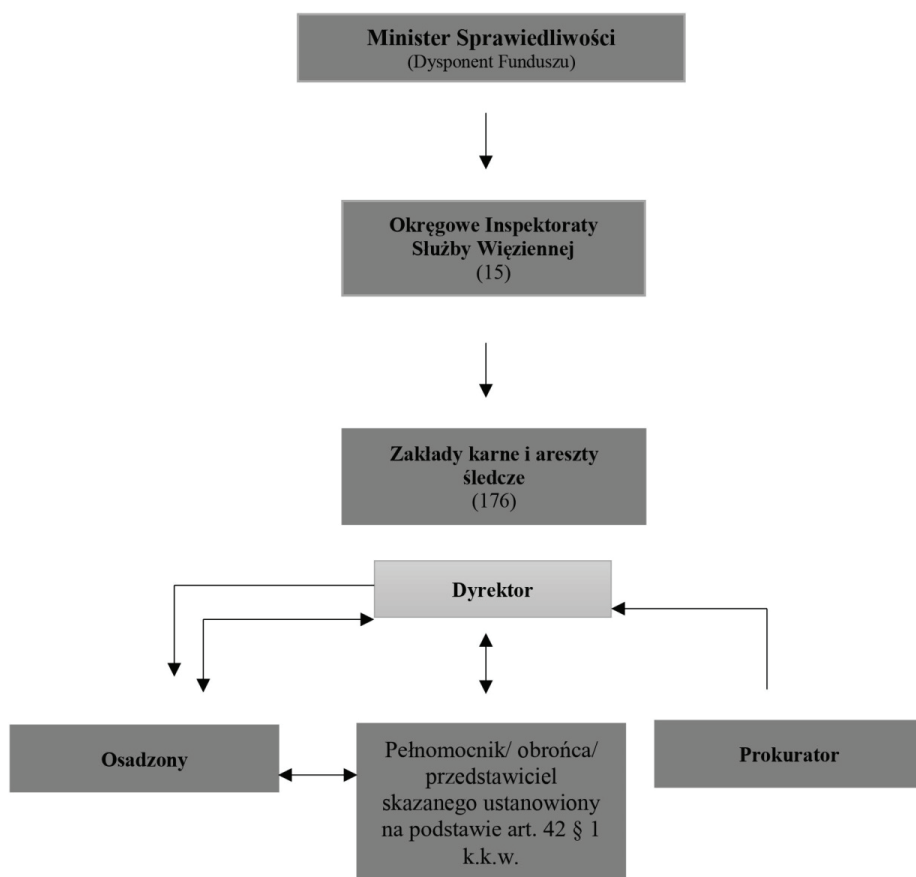 Minister Sprawiedliwości
(Dysponent Funduszu)
Okręgowe Inspektoraty
Służby Więziennej
(15)
Zakłady karne i areszty
śledcze
(176)
Dyrektor
Osadzony
Pełnomocnik/ obrońca/
przedstawiciel
skazanego ustanowiony
na podstawie art. 42 § 1
k.k.w.
Prokurator